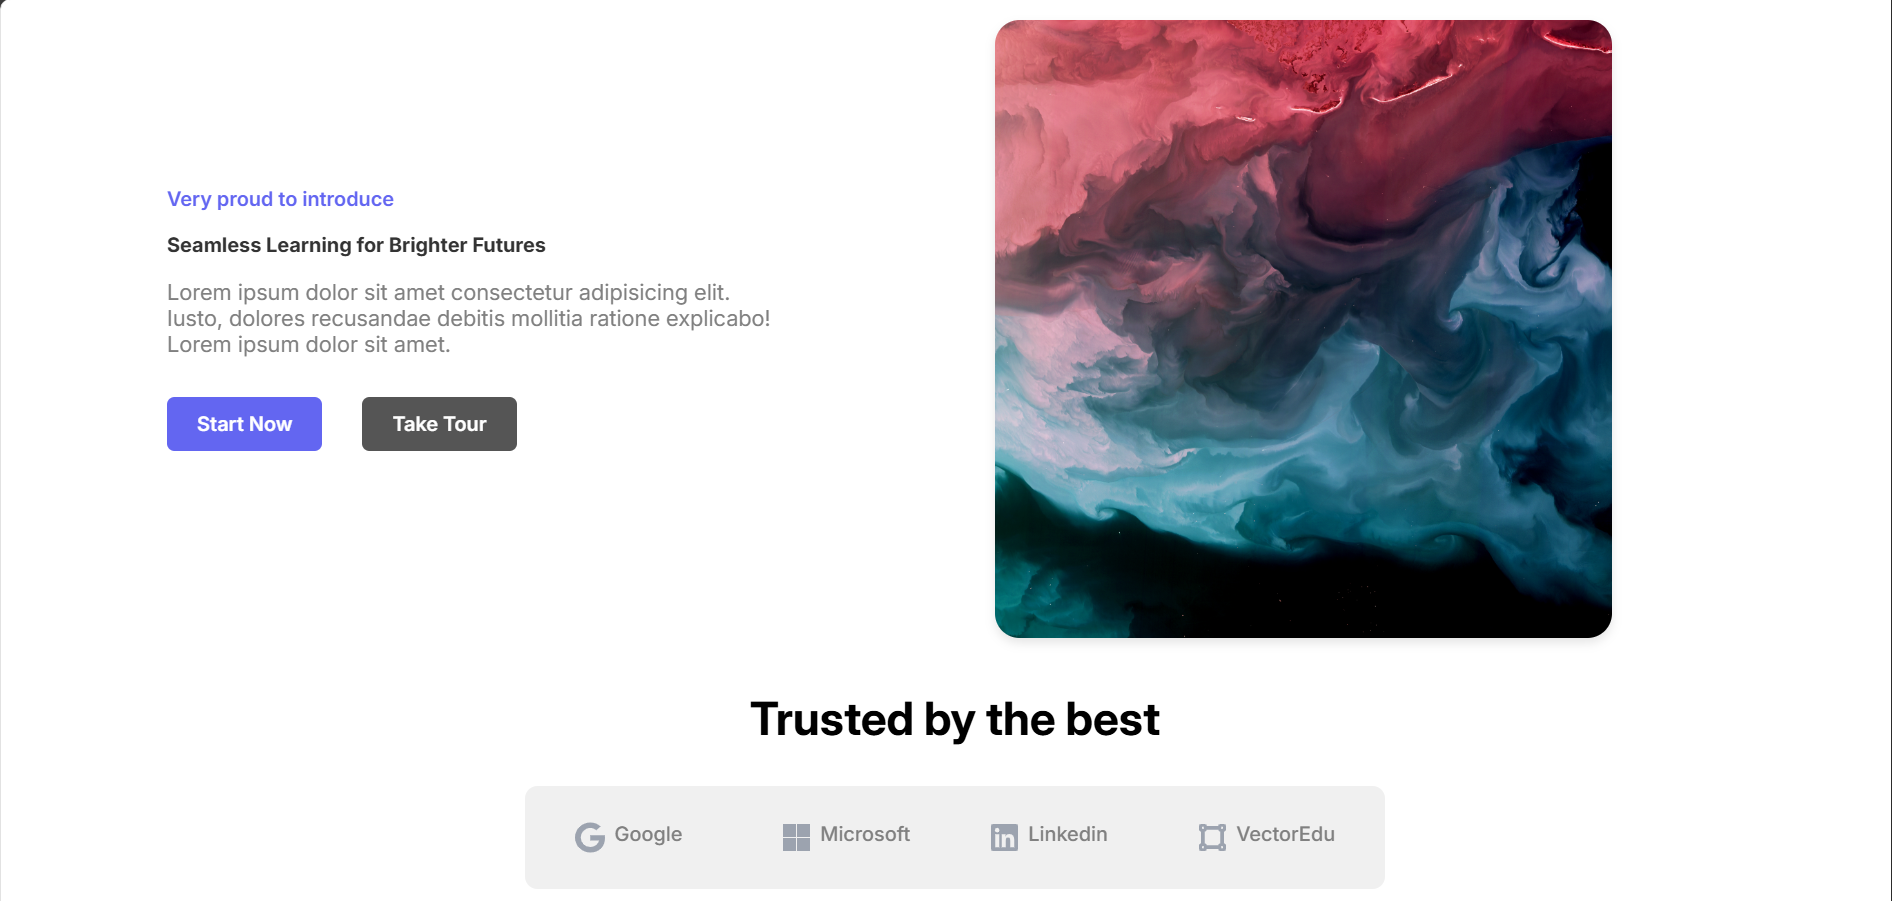 Very proud to introduce
Seamless Learning for Brighter Futures
Lorem ipsum dolor sit amet consectetur adipisicing elit.
Iusto, dolores recusandae debitis mollitia ratione explicabo!
Lorem ipsum dolor sit amet.
Start Now
Take Tour
Trusted by the best
Google
Microsoft
Linkedin
VectorEdu